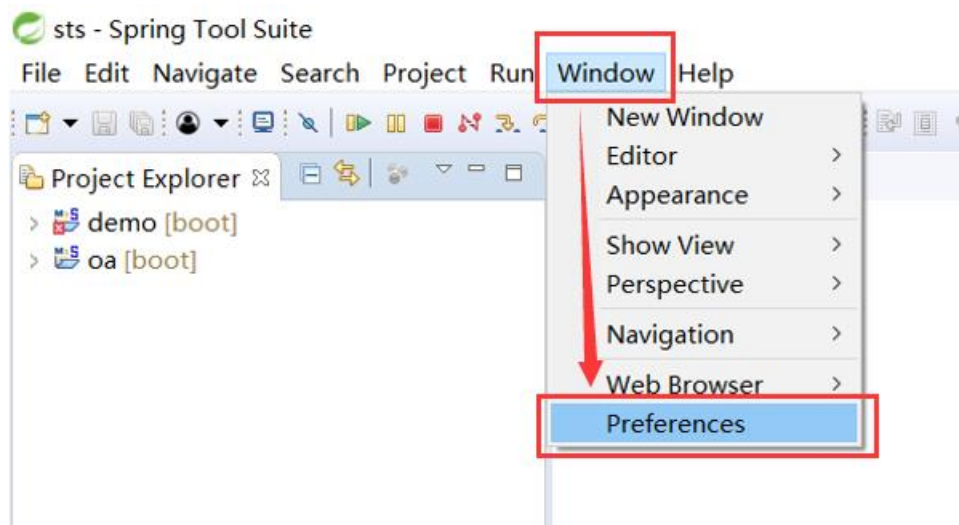 sts - Spring Tool Suite
File Edit Navigate Search Project Run Window Help
New Window
Editor
Appearance
Show View
Perspective
Navigation
Web Browser
Preferences
Project Explorer
demo [boot]
oa [boot]